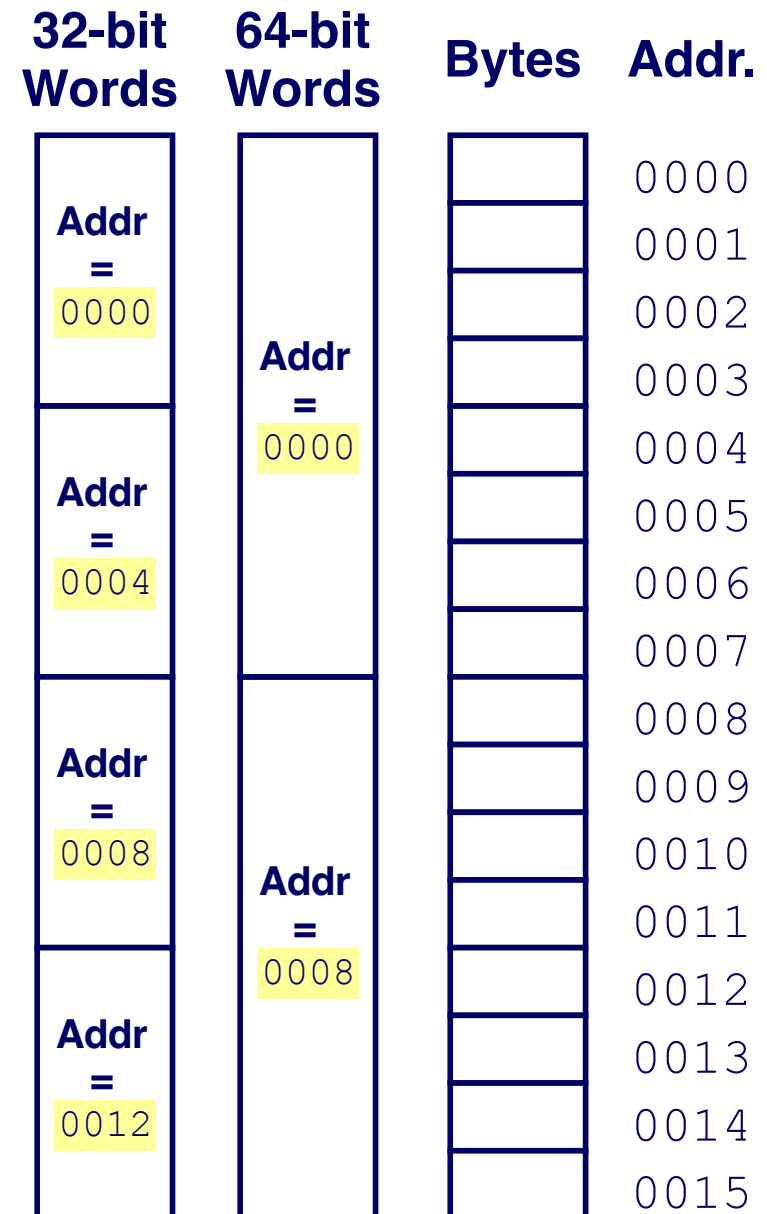 32-bit Words
64-bit Words
Bytes
Addr.
Addr
=
0000
Addr
=
0004
Addr
=
0008
Addr
=
0012
Addr
=
0000
Addr
=
0008
0000
0001
0002
0003
0004
0005
0006
0007
0008
0009
0010
0011
0012
0013
0014
0015